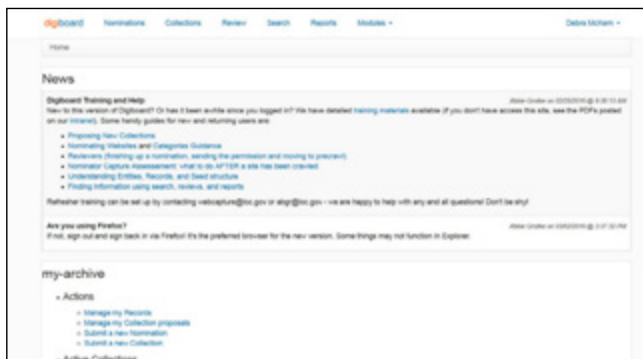 digiboard Nominations Collections Review Search Reports Modules Debra McKern
Home
News
Digiboard Training and Help
New to this version of Digiboard? Or has it been awhile since you logged in? We have detailed training materials available (if you don't have access this site, see the PDFs posted
on our intranet). Some handy guides for new and returning users are:
Proposing New Collections
Nominating Websites and Categories Guidance
Reviewers (finishing up a nomination, sending the permission and moving to precrawl)
Nominator Capture Assessment: what to do AFTER a site has been crawled
Understanding Entities, Records, and Seed structure
Finding Information using search, reviews, and reports
Refresher training can be set up by contacting webcapture@loc.gov or - we are happy to help with any and all questions! Don't be shy!
Are you using Firefox?
If not, sign out and sign back in via Firefox! It's the preferred browser for the new version. Some things may not function in Explorer.
my-archive
Actions
Manage my Records
Manage my Collection proposals
Submit a new Nomination
Submit a new Collection
Active Collections